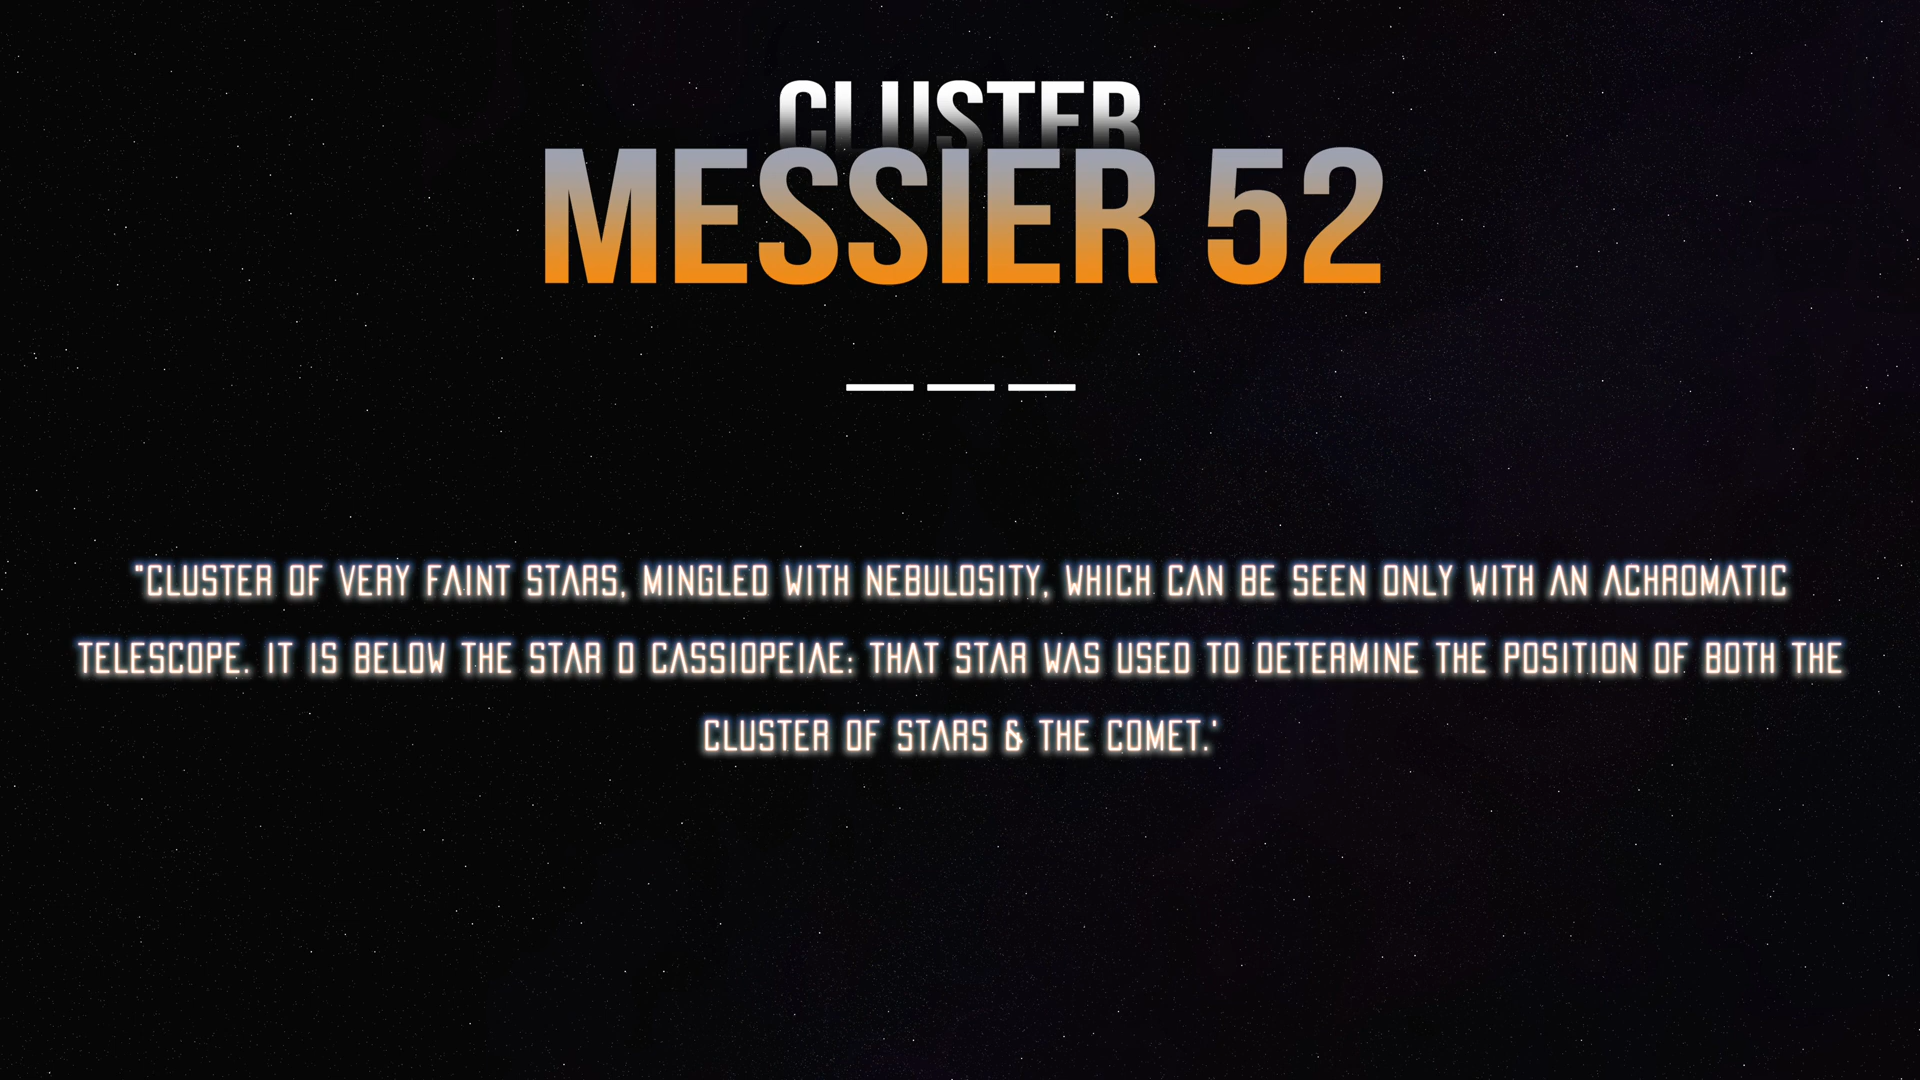 CLUSTER
MESSIER 52
"CLUSTER OF VERY FAINT STARS, MINGLED WITH NEBULOSITY, WHICH CAN BE SEEN ONLY WITH AN ACHROMATIC
TELESCOPE. IT IS BELOW THE STAR D CASSIOPEIAE: THAT STAR WAS USED TO DETERMINE THE POSITION OF BOTH THE
CLUSTER OF STARS & THE COMET.'